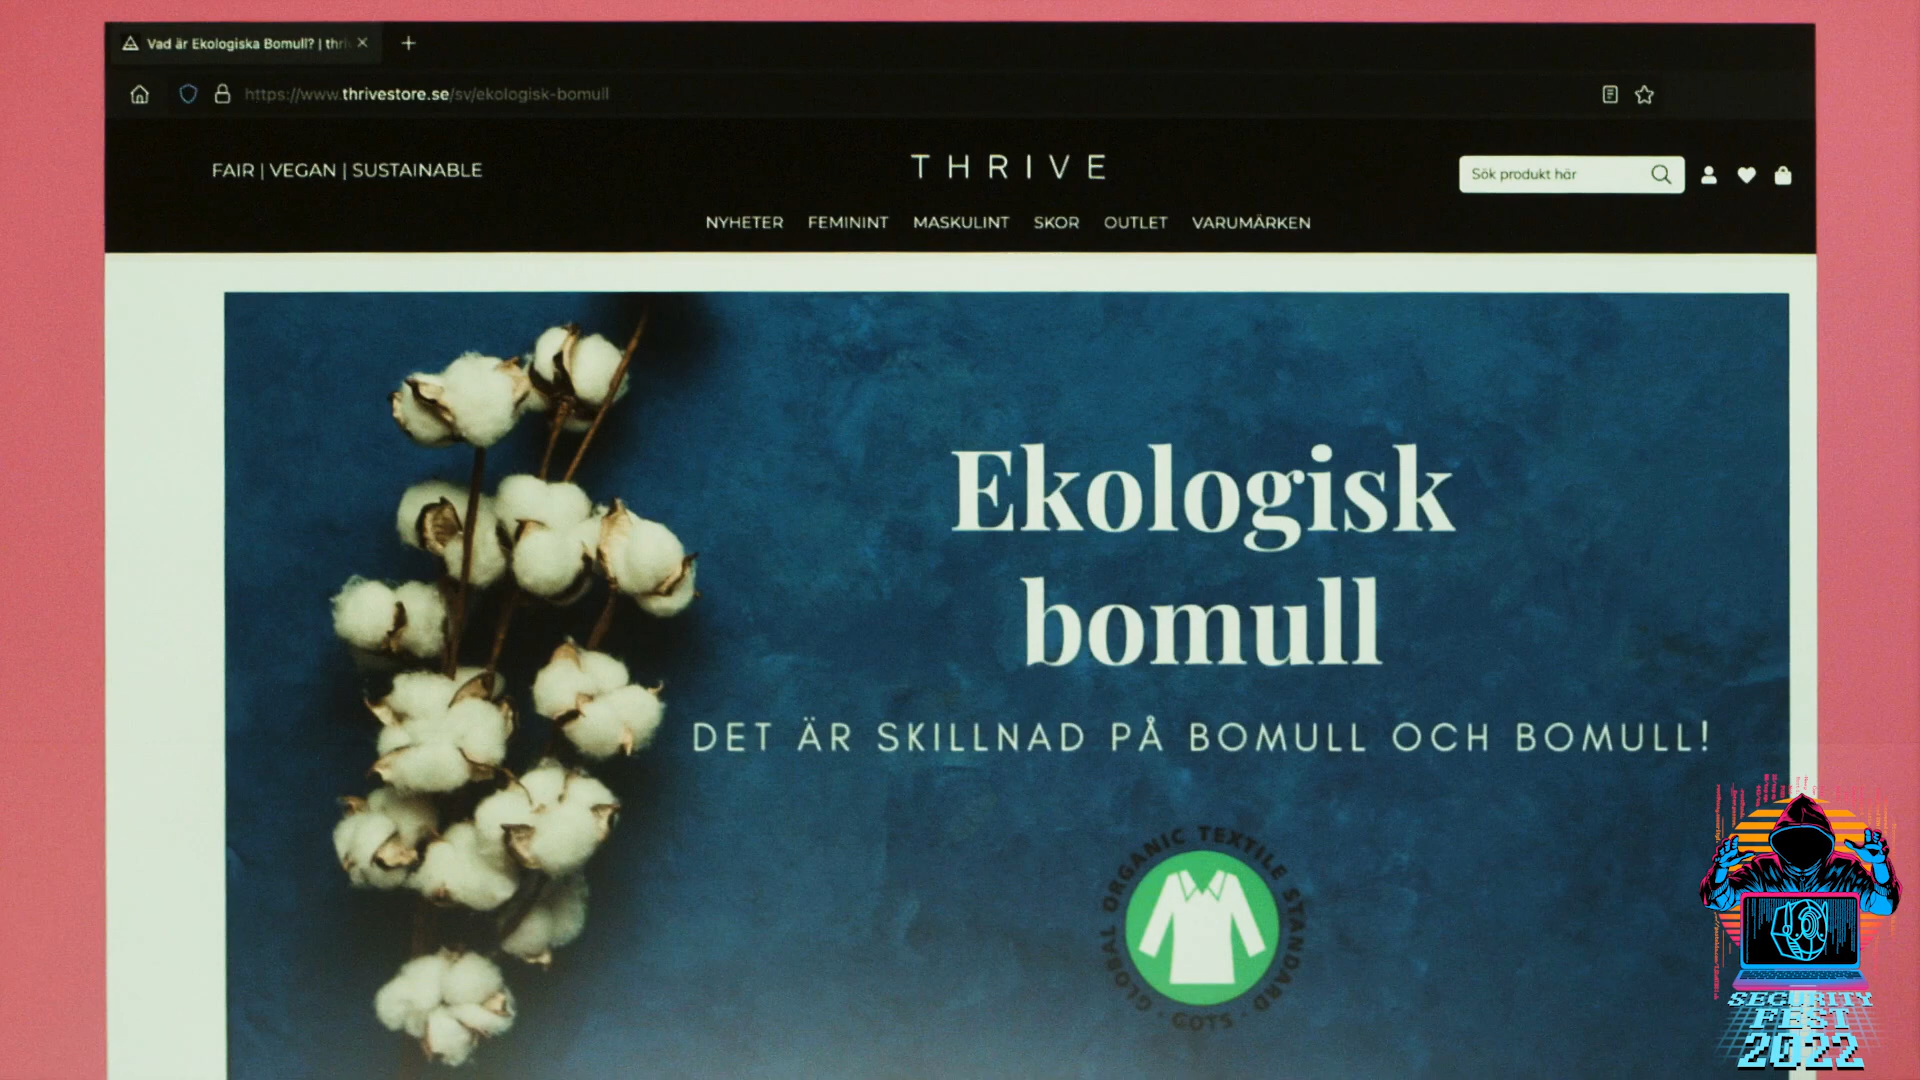 Vad är Ekologiska Bomull? | thri
https://www.thrivestore.se/sv/ekologisk-bomull
FAIR | VEGAN | SUSTAINABLE
THRIVE
Sök produkt här
NYHETER FEMININT MASKULINT SKOR OUTLET VARUMÄRKEN
Ekologisk
bomull
DET ÄR SKILLNAD PÅ BOMULL OCH BOMULL!
GLOBAL ORGANIC TEXTILE STANDARD
· GOTS ·
SECURITY
FEST
2022